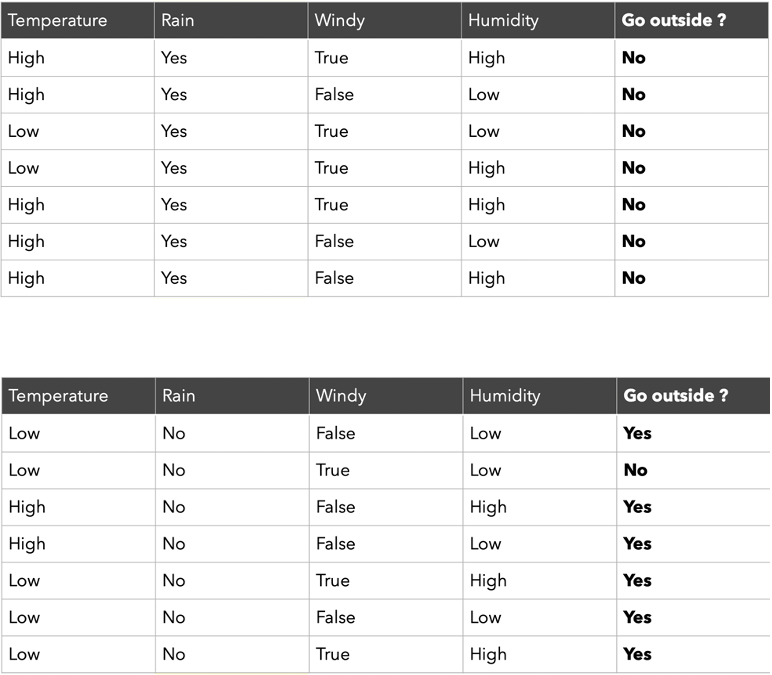 Temperature Rain Windy Humidity Go outside ?
High Yes True High No
High Yes False Low No
Low Yes True Low No
Low Yes True High No
High Yes True High No
High Yes False Low No
High Yes False High No
Temperature Rain Windy Humidity Go outside ?
Low No False Low Yes
Low No True Low No
High No False High Yes
High No False Low Yes
Low No True High Yes
Low No False Low Yes
Low No True High Yes